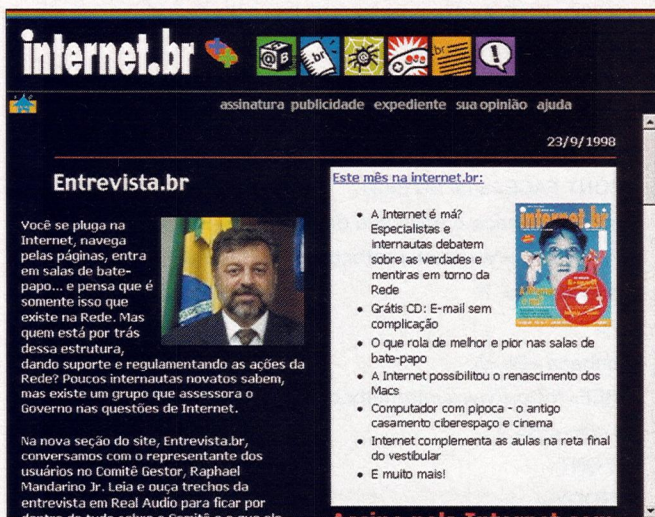 internet.br
assinatura publicidade expediente sua opinião ajuda
23/9/1998
Entrevista.br
Você se pluga na
Internet, navega
pelas páginas, entra
em salas de bate-
papo... e pensa que é
somente isso que
existe na Rede. Mas
quem está por trás
dessa estrutura,
dando suporte e regulamentando as ações da
Rede? Poucos internautas novatos sabem,
mas existe um grupo que assessora o
Governo nas questões de Internet.
Na nova seção do site, Entrevista.br,
conversamos com o representante dos
usuários no Comitê Gestor, Raphael
Mandarino Jr. Leia e ouça trechos da
entrevista em Real Audio para ficar por
Este mês na internet.br:
A Internet é má?
Especialistas e
internautas debatem
sobre as verdades e
mentiras em torno da
Rede
Grátis CD: E-mail sem
complicação
O que rola de melhor e pior nas salas de
bate-papo
A Internet possibilitou o renascimento dos
Macs
Computador com pipoca - o antigo
casamento ciberespaço e cinema
Internet complementa as aulas na reta final
do vestibular
E muito mais!
internet.br